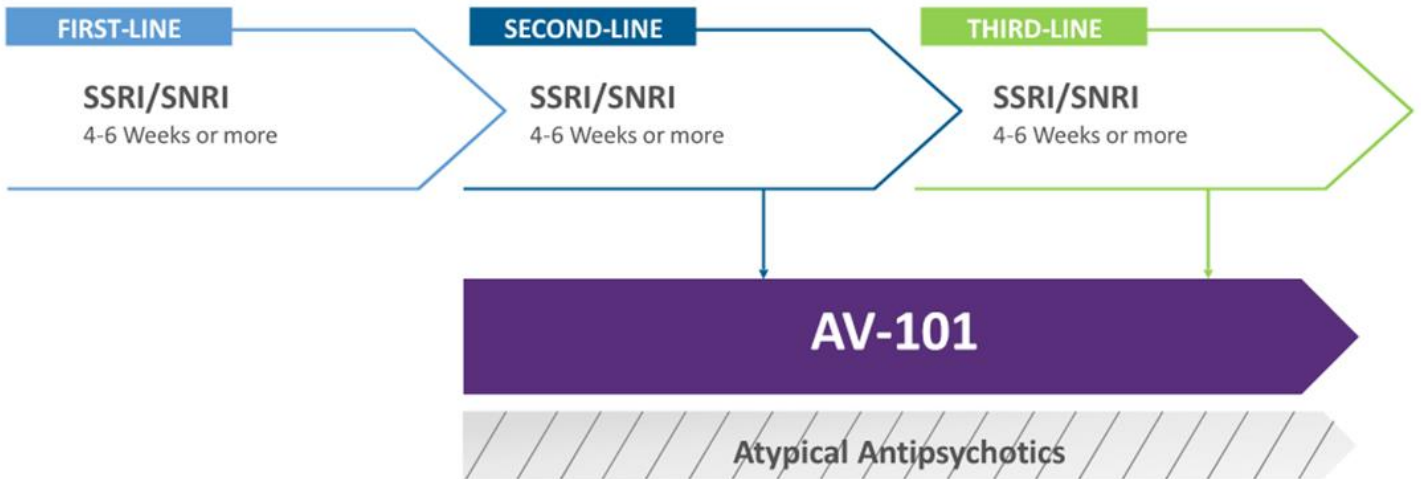 FIRST-LINE
SSRI/SNRI
4-6 Weeks or more
SECOND-LINE
SSRI/SNRI
4-6 Weeks or more
THIRD-LINE
SSRI/SNRI
4-6 Weeks or more
AV-101
Atypical Antipsychotics